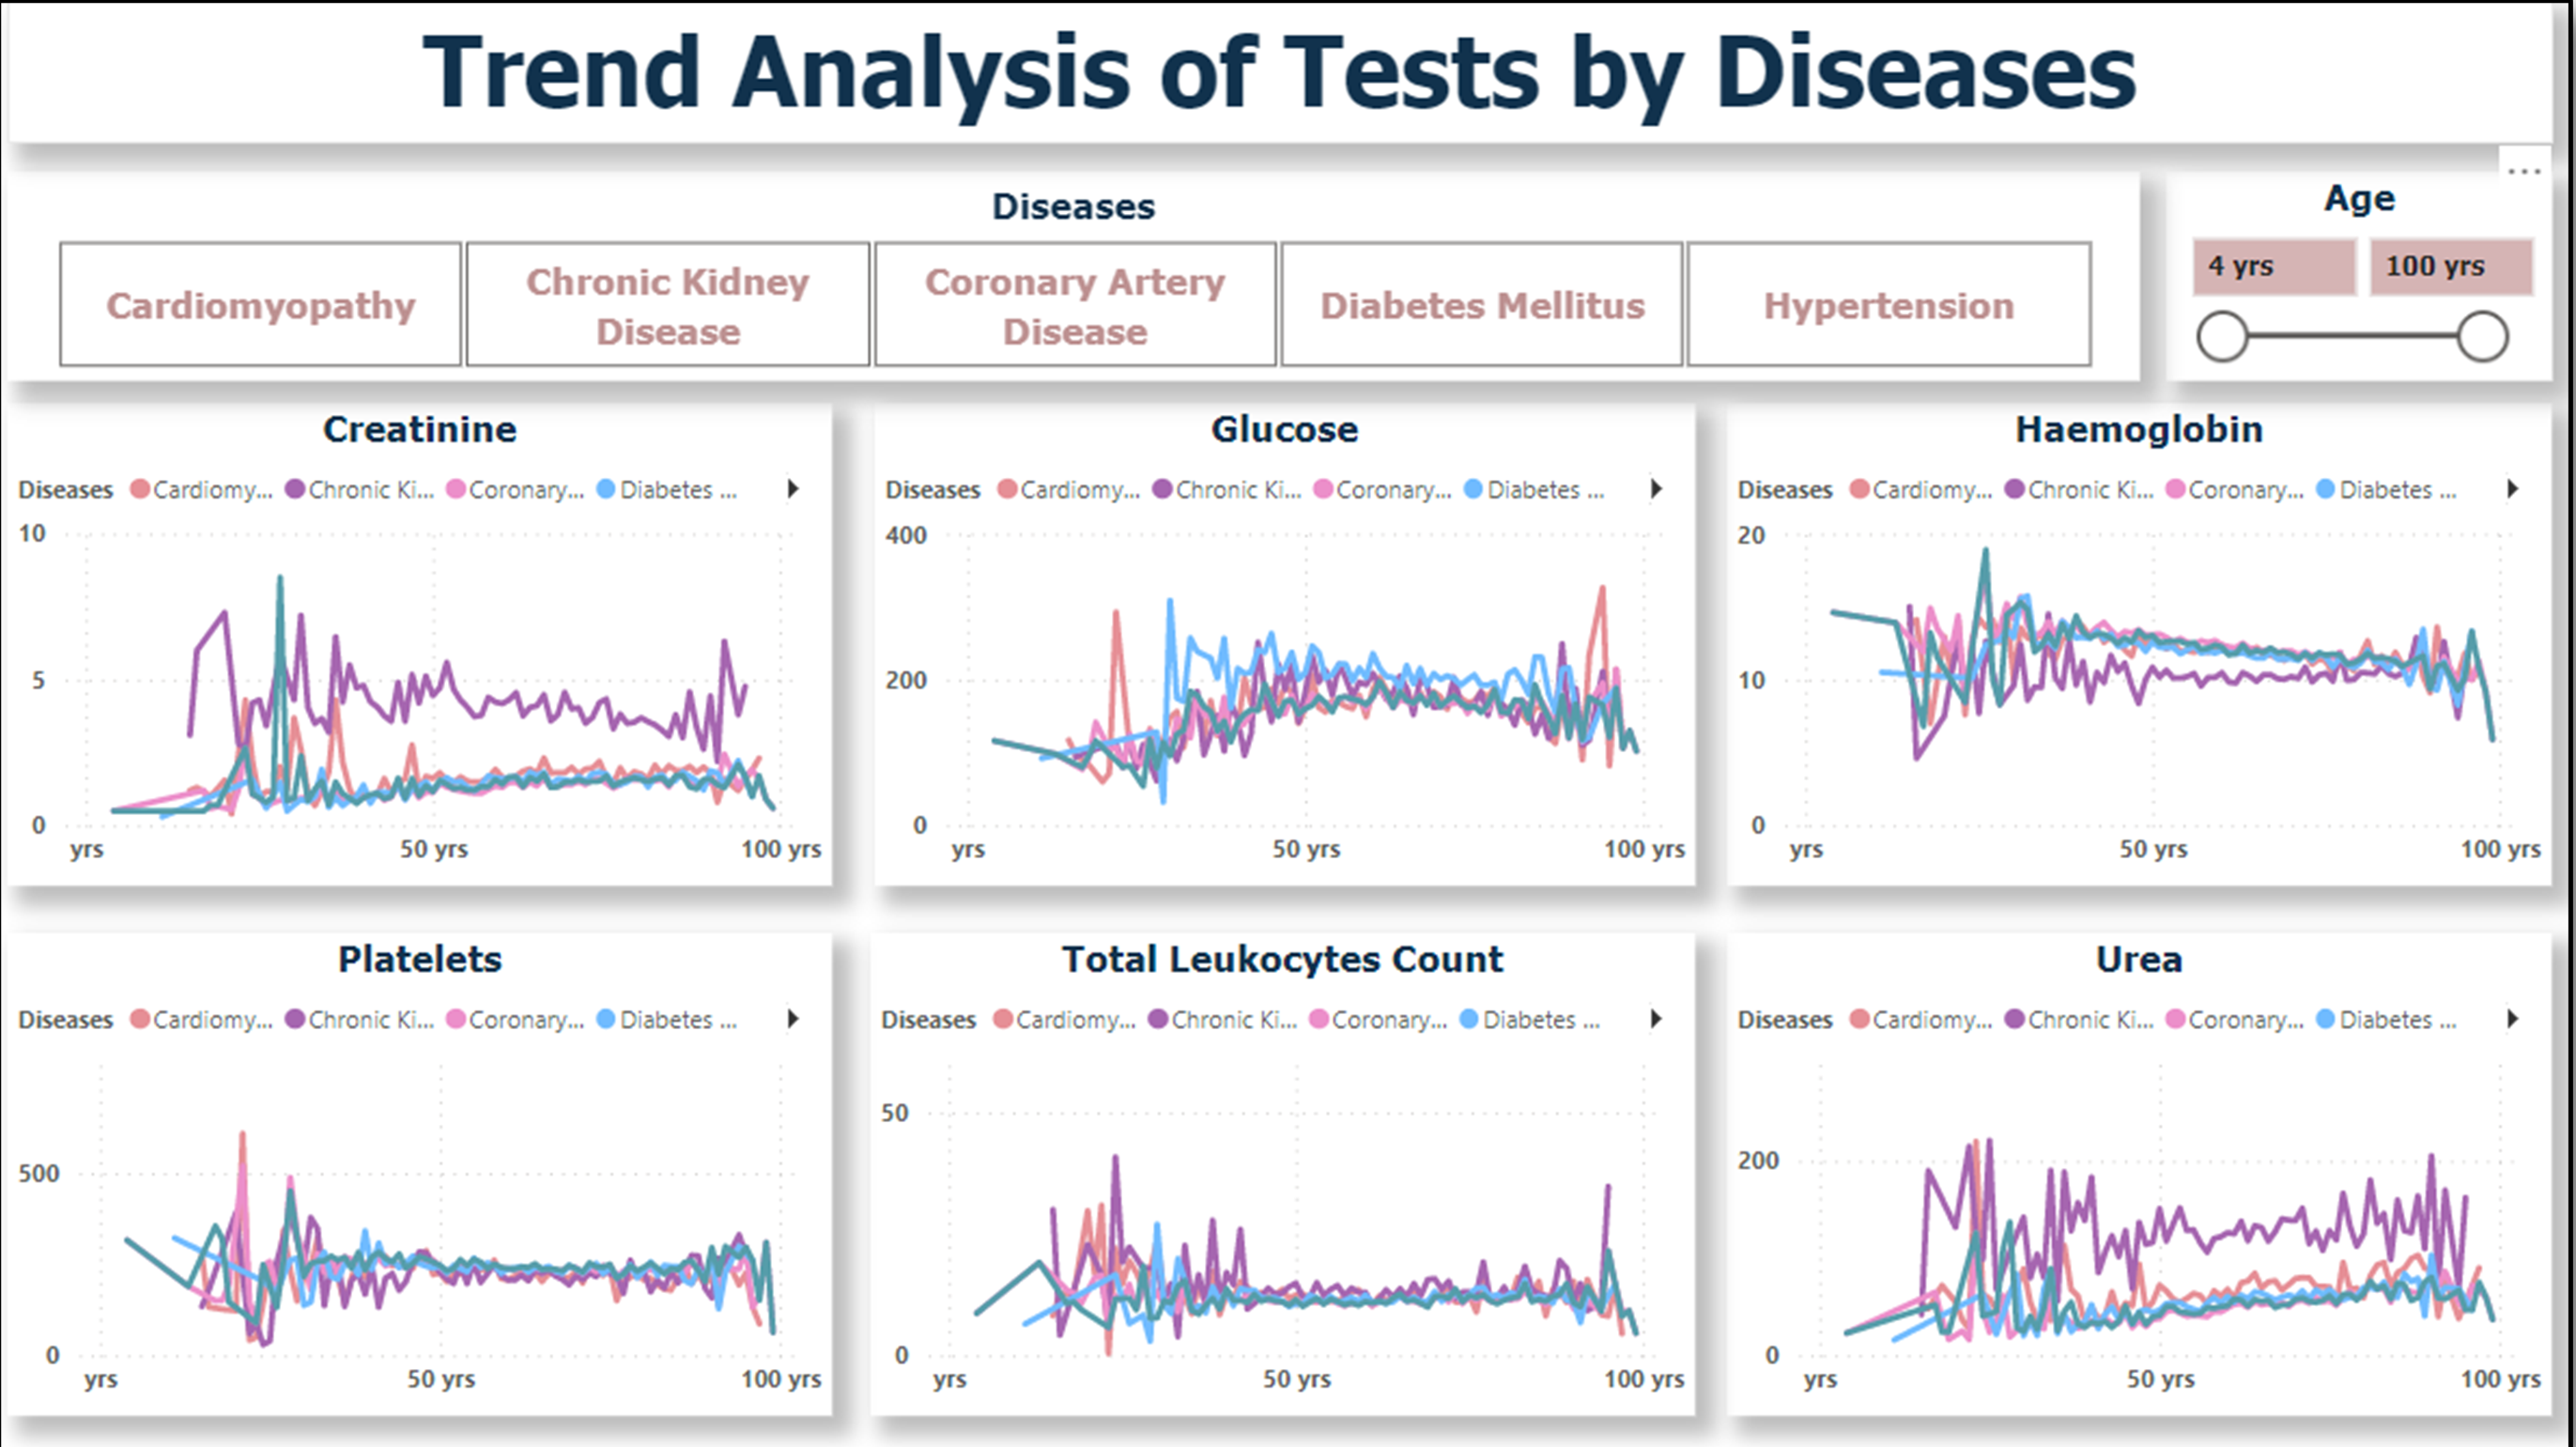 Trend Analysis of Tests by Diseases
...
Diseases
Age
4 yrs 100 yrs
Cardiomyopathy
Chronic Kidney
Disease
Coronary Artery
Disease
Diabetes Mellitus
Hypertension
Creatinine
Diseases Cardiomy... Chronic Ki... Coronary... Diabetes ...
10
5
0
yrs 50 yrs 100 yrs
Glucose
Diseases Cardiomy... Chronic Ki... Coronary... Diabetes ...
400
200
0
yrs 50 yrs 100 yrs
Haemoglobin
Diseases Cardiomy... Chronic Ki... Coronary... Diabetes ...
20
10
0
yrs 50 yrs 100 yrs
Platelets
Diseases Cardiomy... Chronic Ki... Coronary... Diabetes ...
500
0
yrs 50 yrs 100 yrs
Total Leukocytes Count
Diseases Cardiomy... Chronic Ki... Coronary... Diabetes ...
50
0
yrs 50 yrs 100 yrs
Urea
Diseases Cardiomy... Chronic Ki... Coronary... Diabetes ...
200
0
yrs 50 yrs 100 yrs